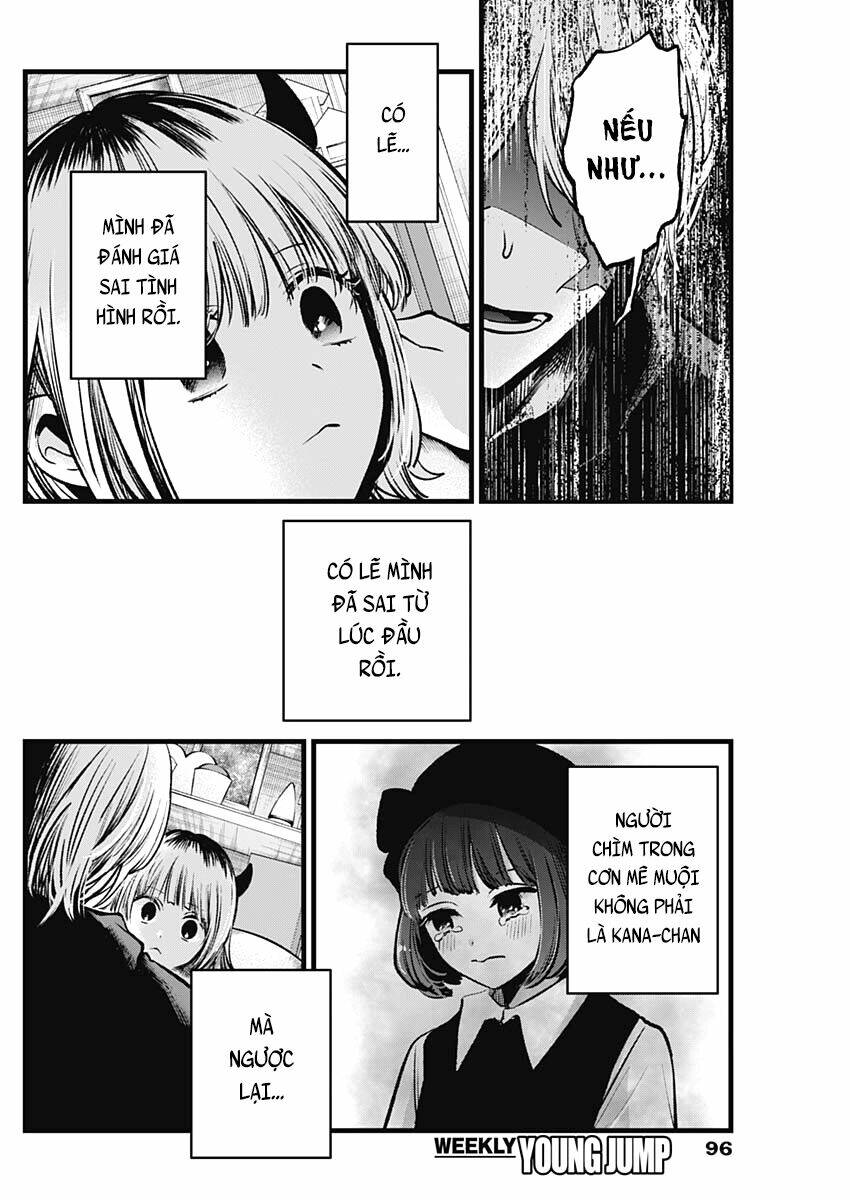 NẾU
NHƯ...
CÓ
LẼ...
MÌNH ĐÃ
ĐÁNH GIÁ
SAI TÌNH
HÌNH RỒI.
CÓ LẼ MÌNH
ĐÃ SAI TỪ
LÚC ĐẦU
RỒI.
NGƯỜI
CHÌM TRONG
CƠN MÊ MUỘI
KHÔNG PHẢI
LÀ KANA-CHAN
MÀ
NGƯỢC
LẠI...
WEEKLY YOUNG JUMP 96